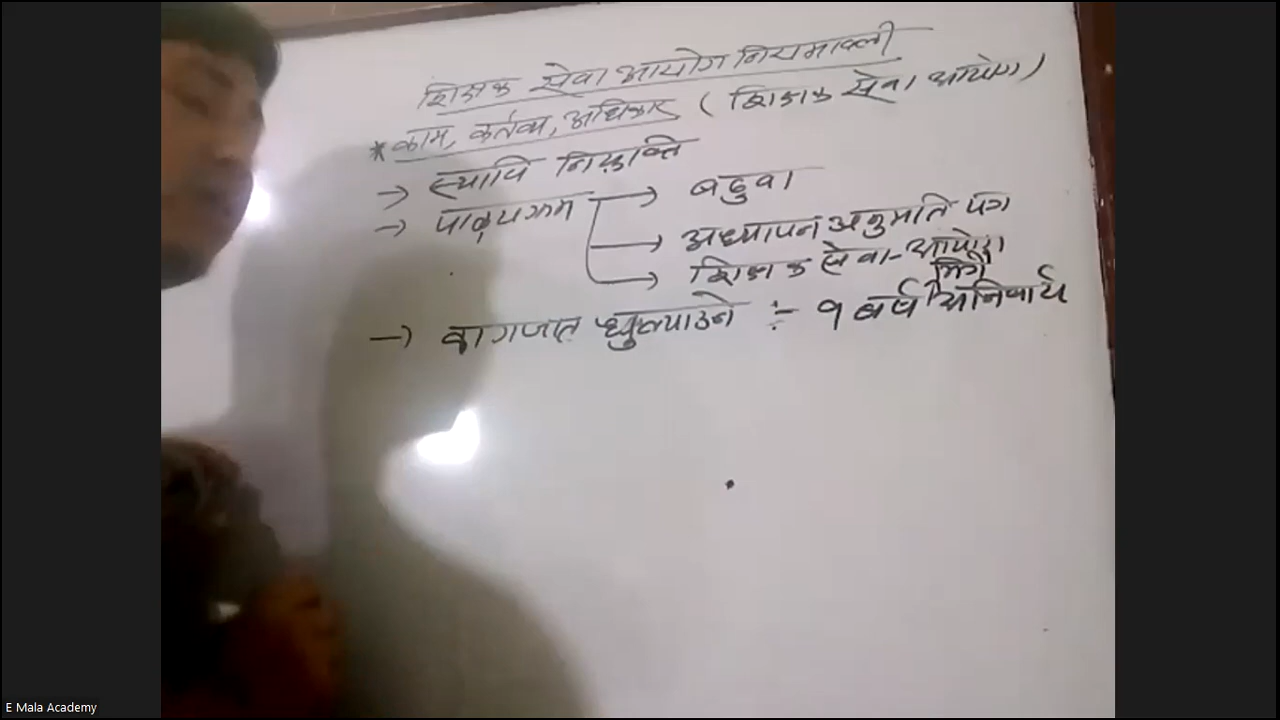 शिक्षक सेवा आयोग नियमावली
* काम, कर्तव्य, अधिकार (शिक्षक सेवा आयोग)
→ स्थायी नियुक्ति
→ पाठ्यक्रम → बढुवा
→ अध्यापन अनुमति पत्र
→ शिक्षक सेवा-आयोग
→ कागजात धुल्याउने :- १ बर्ष भित्र अनिवार्य
E Mala Academy